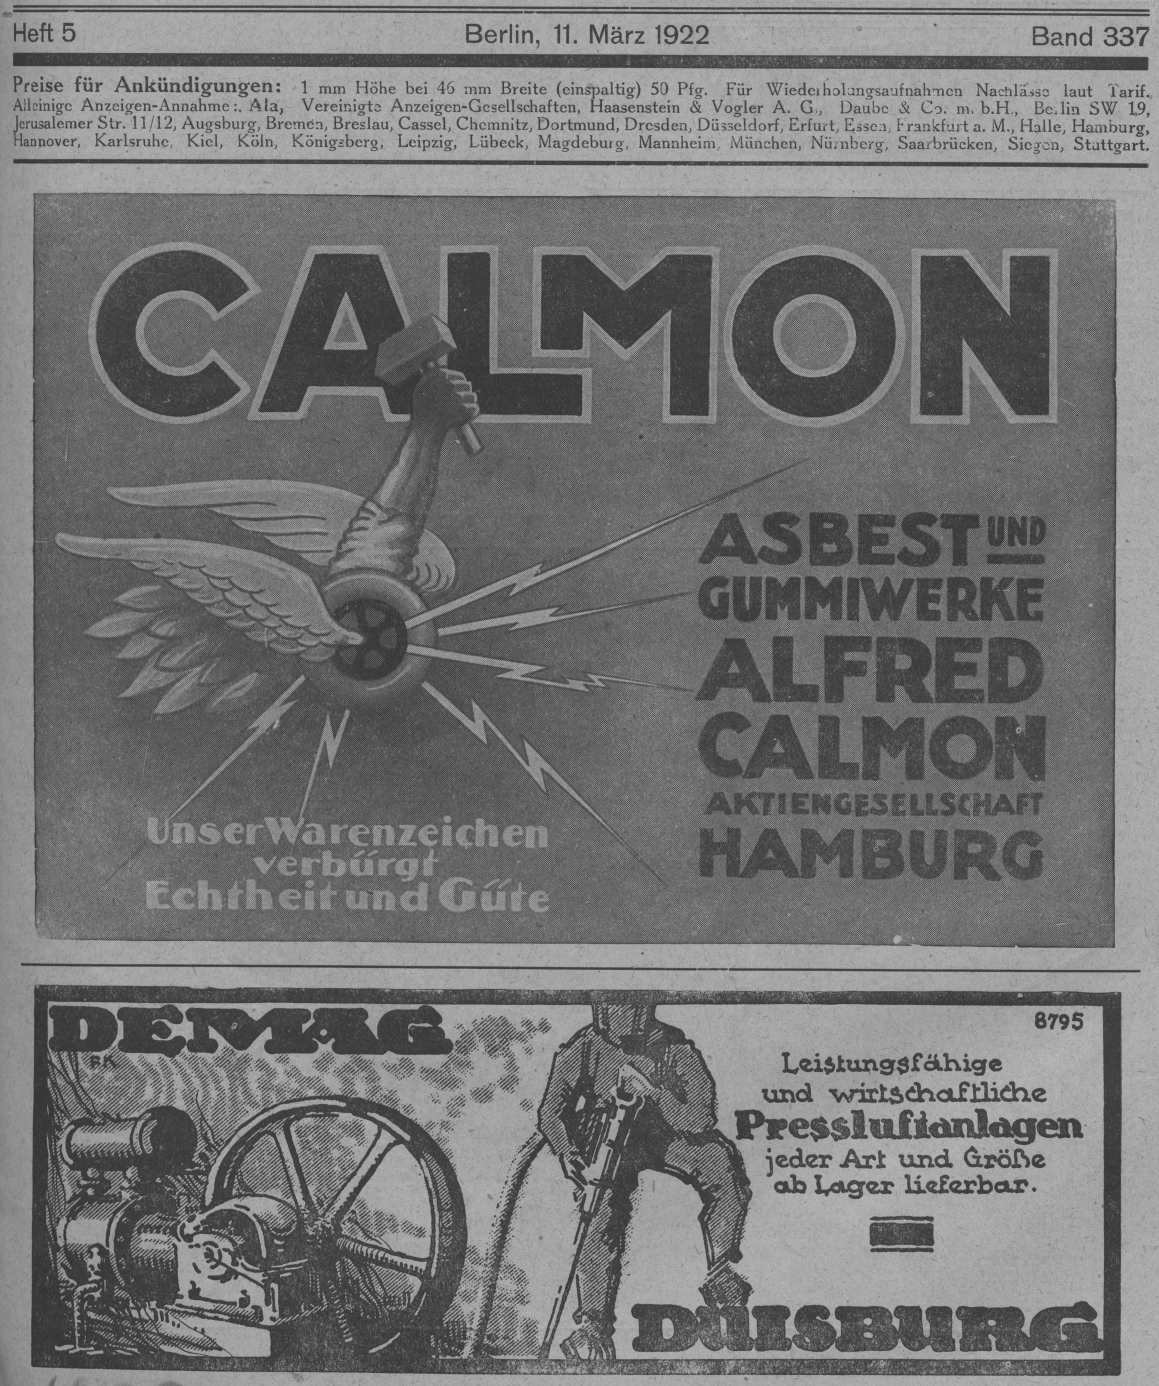 Heft 5 Berlin, 11. März 1922 Band 337
Preise für Ankündigungen: 1 mm Höhe bei 46 mm Breite (einspaltig) 50 Pfg. Für Wiederholungsaufnahmen Nachlässe laut Tarif.
Alleinige Anzeigen-Annahme: Ala, Vereinigte Anzeigen-Gesellschaften, Haasenstein & Vogler A. G., Daube & Co. m. b. H., Berlin SW 19,
Jerusalemer Str. 11/12, Augsburg, Bremen, Breslau, Cassel, Chemnitz, Dortmund, Dresden, Düsseldorf, Erfurt, Essen, Frankfurt a. M., Halle, Hamburg,
Hannover, Karlsruhe, Kiel, Köln, Königsberg, Leipzig, Lübeck, Magdeburg, Mannheim, München, Nürnberg, Saarbrücken, Siegen, Stuttgart.
CALMON
ASBEST UND
GUMMIWERKE
ALFRED
CALMON
AKTIENGESELLSCHAFT
HAMBURG
Unser Warenzeichen
verbürgt
Echtheit und Güte
DEMAG
8795
Leistungsfähige
und wirtschaftliche
Presslufianlagen
jeder Art und Größe
ab Lager lieferbar.
DUISBURG